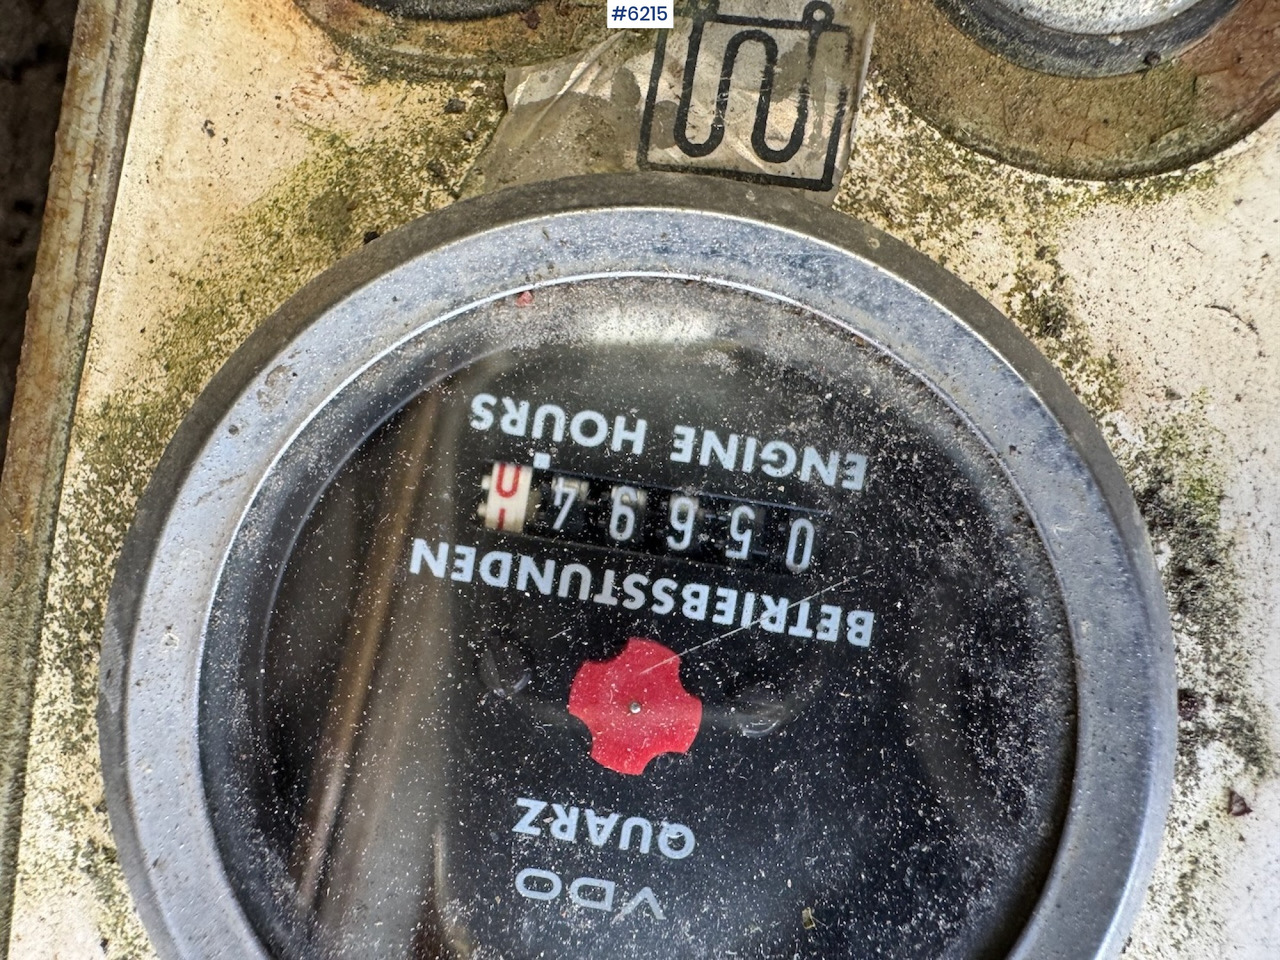 #6215
VDO
QUARZ
BETRIEBSSTUNDEN
05694
ENGINE HOURS